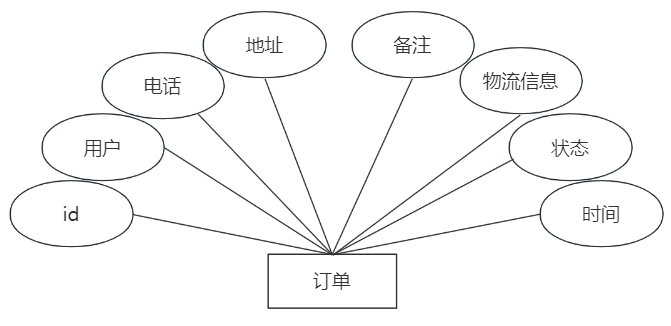 地址
备注
电话
物流信息
用户
状态
id
时间
订单